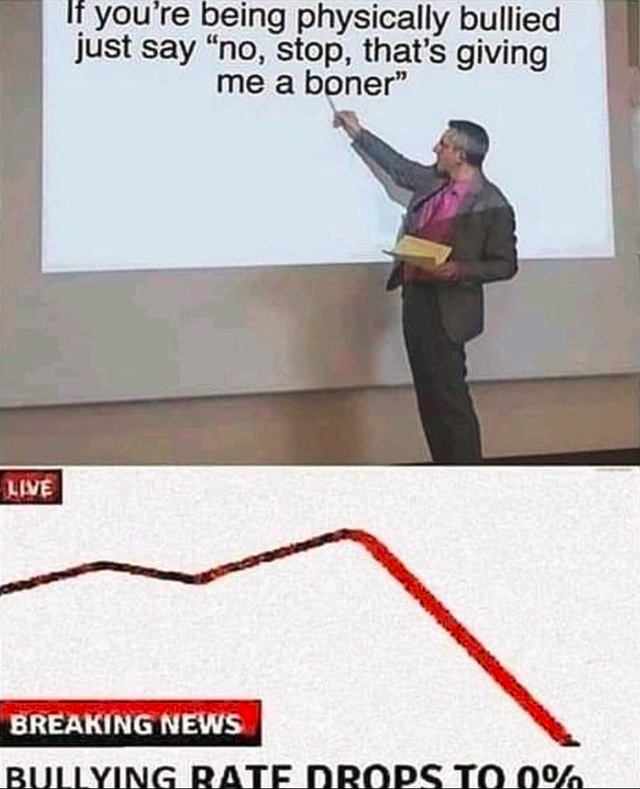 If you're being physically bullied
just say “no, stop, that's giving
me a boner”
LIVE
BREAKING NEWS
BULLYING RATE DROPS TO 0%